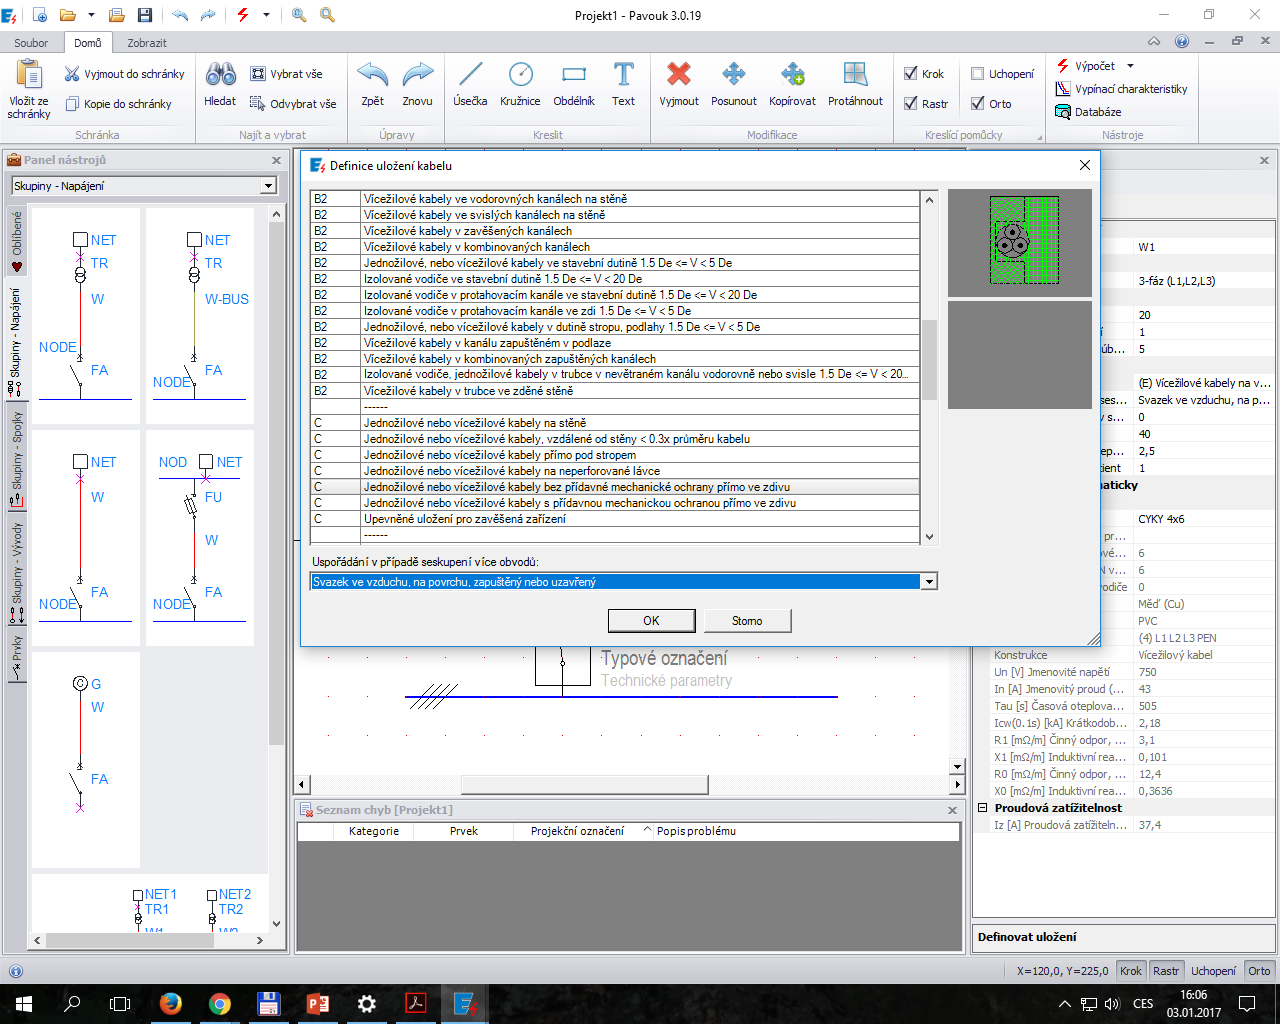 Projekt1 - Pavouk 3.0.19
Soubor
Domů
Zobrazit
Vložit ze schránky
Vyjmout do schránky
Kopie do schránky
Schránka
Hledat
Vybrat vše
Odvybrat vše
Najít a vybrat
Zpět
Znovu
Úpravy
Úsečka
Kružnice
Obdélník
Text
Kreslit
Vyjmout
Posunout
Kopírovat
Protáhnout
Modifikace
Krok
Uchopení
Rastr
Orto
Kreslící pomůcky
Výpočet
Vypínací charakteristiky
Databáze
Nástroje
Panel nástrojů
Skupiny - Napájení
Oblíbené
Skupiny - Napájení
Skupiny - Spojky
Skupiny - Vývody
Prvky
NET
TR
W
NODE
FA
NET
TR
W-BUS
NODE
FA
NET
W
NODE
FA
NOD
NET
FU
W
NODE
FA
G
W
FA
NET1
TR1
W1
NET2
TR2
W2
Definice uložení kabelu
B2 Vícežilové kabely ve vodorovných kanálech na stěně
B2 Vícežilové kabely ve svislých kanálech na stěně
B2 Vícežilové kabely v zavěšených kanálech
B2 Vícežilové kabely v kombinovaných kanálech
B2 Jednožilové, nebo vícežilové kabely ve stavební dutině 1.5 De <= V < 5 De
B2 Izolované vodiče ve stavební dutině 1.5 De <= V < 20 De
B2 Izolované vodiče v protahovacím kanále ve stavební dutině 1.5 De <= V < 20 De
B2 Izolované vodiče v protahovacím kanále ve zdi 1.5 De <= V < 5 De
B2 Jednožilové, nebo vícežilové kabely v dutině stropu, podlahy 1.5 De <= V < 5 De
B2 Vícežilové kabely v kanálu zapuštěném v podlaze
B2 Vícežilové kabely v kombinovaných zapuštěných kanálech
B2 Izolované vodiče, jednožilové kabely v trubce v nevětraném kanálu vodorovně nebo svisle 1.5 De <= V < 20...
B2 Vícežilové kabely v trubce ve zděné stěně
------
C Jednožilové nebo vícežilové kabely na stěně
C Jednožilové nebo vícežilové kabely, vzdálené od stěny < 0.3x průměru kabelu
C Jednožilové nebo vícežilové kabely přímo pod stropem
C Jednožilové nebo vícežilové kabely na neperforované lávce
C Jednožilové nebo vícežilové kabely bez přídavné mechanické ochrany přímo ve zdivu
C Jednožilové nebo vícežilové kabely s přídavnou mechanickou ochranou přímo ve zdivu
C Upevněné uložení pro zavěšená zařízení
------
Uspořádání v případě seskupení více obvodů:
Svazek ve vzduchu, na povrchu, zapuštěný nebo uzavřený
OK
Storno
Typové označení
Technické parametry
Seznam chyb [Projekt1]
Kategorie
Prvek
Projekční označení
Popis problému
W1
3-fáz (L1,L2,L3)
20
1
5
(E) Vícežilové kabely na v...
Svazek ve vzduchu, na p...
0
40
2,5
1
CYKY 4x6
6
6
0
Měď (Cu)
PVC
(4) L1 L2 L3 PEN
Konstrukce Vícežilový kabel
Un [V] Jmenovité napětí 750
In [A] Jmenovitý proud (... 43
Tau [s] Časová oteplova... 505
Icw(0.1s) [kA] Krátkodob... 2,18
R1 [mΩ/m] Činný odpor, ... 3,1
X1 [mΩ/m] Induktivní rea... 0,101
R0 [mΩ/m] Činný odpor, ... 12,4
X0 [mΩ/m] Induktivní rea... 0,3636
Proudová zatížitelnost
Iz [A] Proudová zatížiteln... 37,4
Definovat uložení
X=120,0, Y=225,0
Krok
Rastr
Uchopení
Orto
CES
16:06
03.01.2017